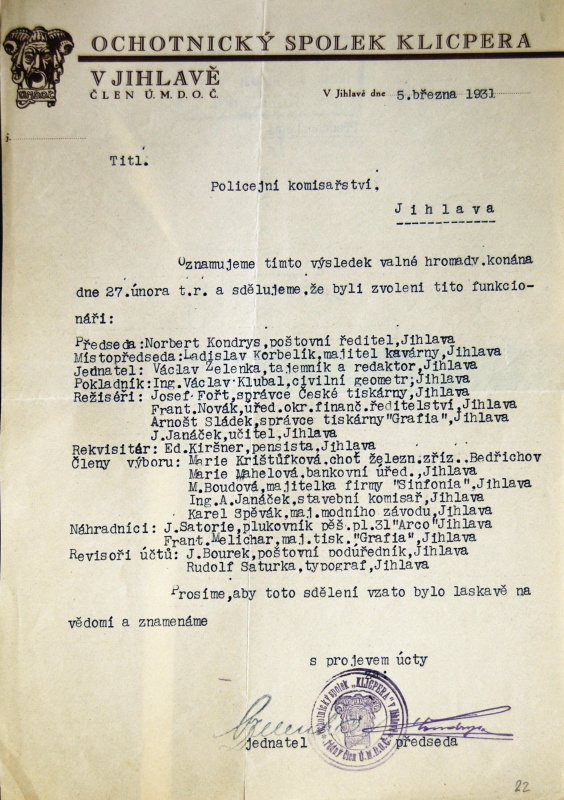 OCHOTNICKÝ SPOLEK KLICPERA
V JIHLAVĚ
ČLEN Ú. M. D. O. Č.
V Jihlavě dne 5.března 1931
Titl.
Policejní komisařství.
Jihlava
Oznamujeme tímto výsledek valné hromady.konána
dne 27.února t.r. a sdělujeme,že byli zvoleni tito funkcio-
náři:
Předseda:Norbert Kondrys,poštovní ředitel,Jihlava
Místopředseda:Ladislav Korbelík,majitel kavárny,Jihlava
Jednatel: Václav Zelenka,tajemník a redaktor,Jihlava
Pokladník:Ing.Václav Klubal,civilní geometr;Jihlava
Režiséři: Josef Fořt,správce České tiskárny,Jihlava
Frant.Novák,uřed.okr.finanč.ředitelství,Jihlava
Arnošt Sládek,správce tiskárny"Grafia",Jihlava
J.Janáček,učitel,Jihlava
Rekvisitár: Ed.Kiršner,pensista,Jihlava
Členy výboru: Marie Krištůfková.choť železn.zříz..Bedřichov
Marie Mahelová.bankovní úřed.,Jihlava
M.Boudová,majitelka firmy "Sinfonia",Jihlava
Ing.A.Janáček,stavební komisař,Jihlava
Karel Spěvák,maj.modního závodu,Jihlava
Náhradníci: J.Satorie,plukovník pěš.pl.31"Arco"Jihlava
Frant.Melichar,maj.tisk."Grafia",Jihlava
Revisoři účtů: J.Bourek,poštovní poduředník,Jihlava
Rudolf Saturka,typograf,Jihlava
Prosíme,aby toto sdělení vzato bylo laskavě na
vědomí a znamenáme
s projevem úcty
jednatel předseda
22